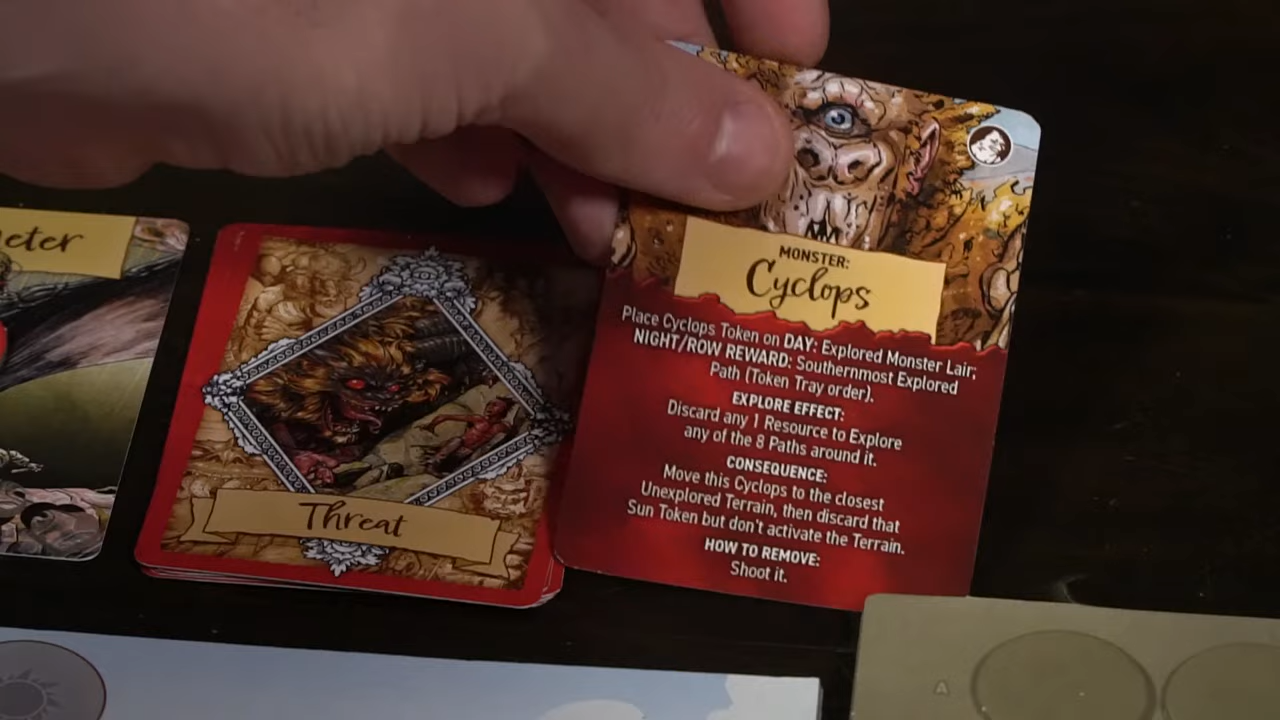 MONSTER:
Cyclops
Place Cyclops Token on DAY: Explored Monster Lair;
NIGHT/ROW REWARD: Southernmost Explored
Path (Token Tray order).
EXPLORE EFFECT:
Discard any 1 Resource to Explore
any of the 8 Paths around it.
CONSEQUENCE:
Move this Cyclops to the closest
Unexplored Terrain, then discard that
Sun Token but don't activate the Terrain.
HOW TO REMOVE:
Shoot it.
Threat
A